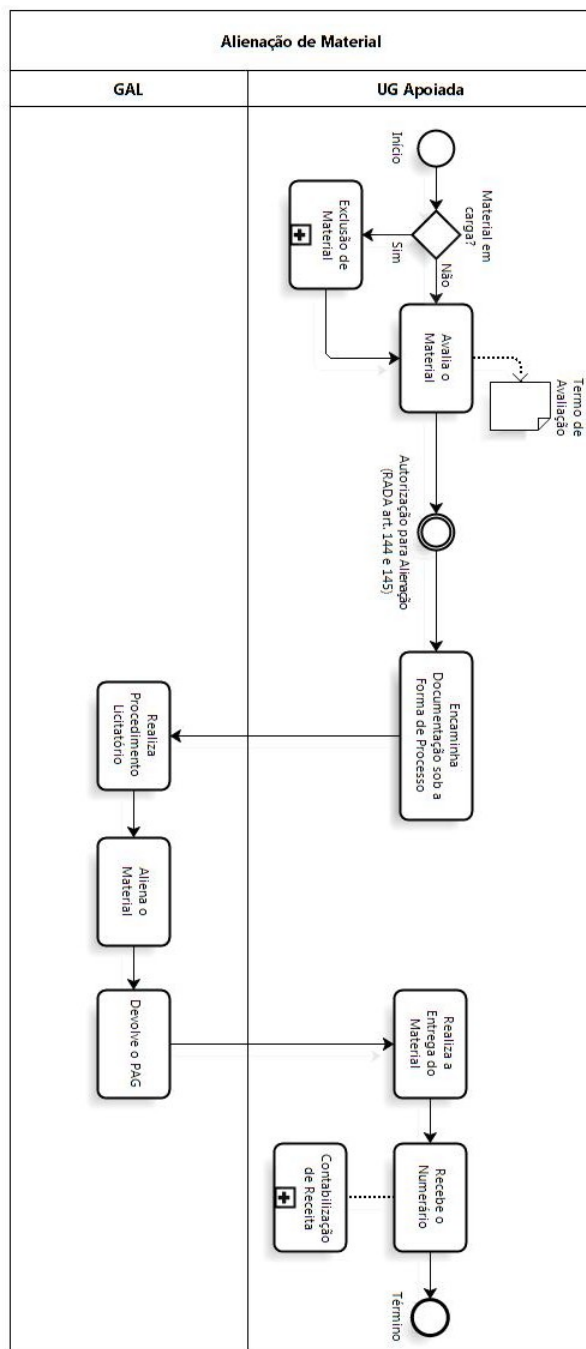 Alienação de Material
GAL
UG Apoiada
Início
Material em
carga?
Sim
Não
Exclusão de
Material
Avalia o
Material
Termo de
Avaliação
Autorização para Alienação
(RADA art. 144 e 145)
Encaminha
Documentação sob a
Forma de Processo
Realiza
Procedimento
Licitatório
Aliena o
Material
Devolve o PAG
Realiza a
Entrega do
Material
Recebe o
Numerário
Contabilização
de Receita
Término